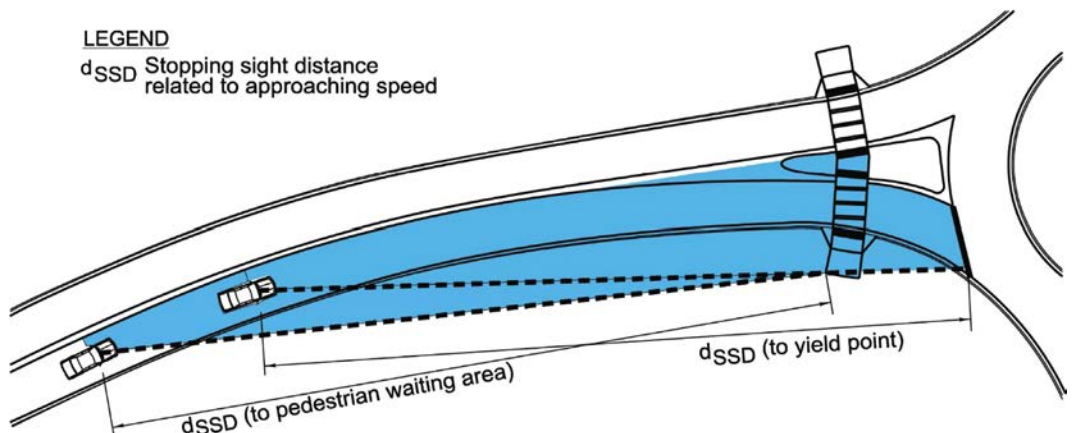 LEGEND
dSSD Stopping sight distance
related to approaching speed
dSSD (to yield point)
dSSD (to pedestrian waiting area)